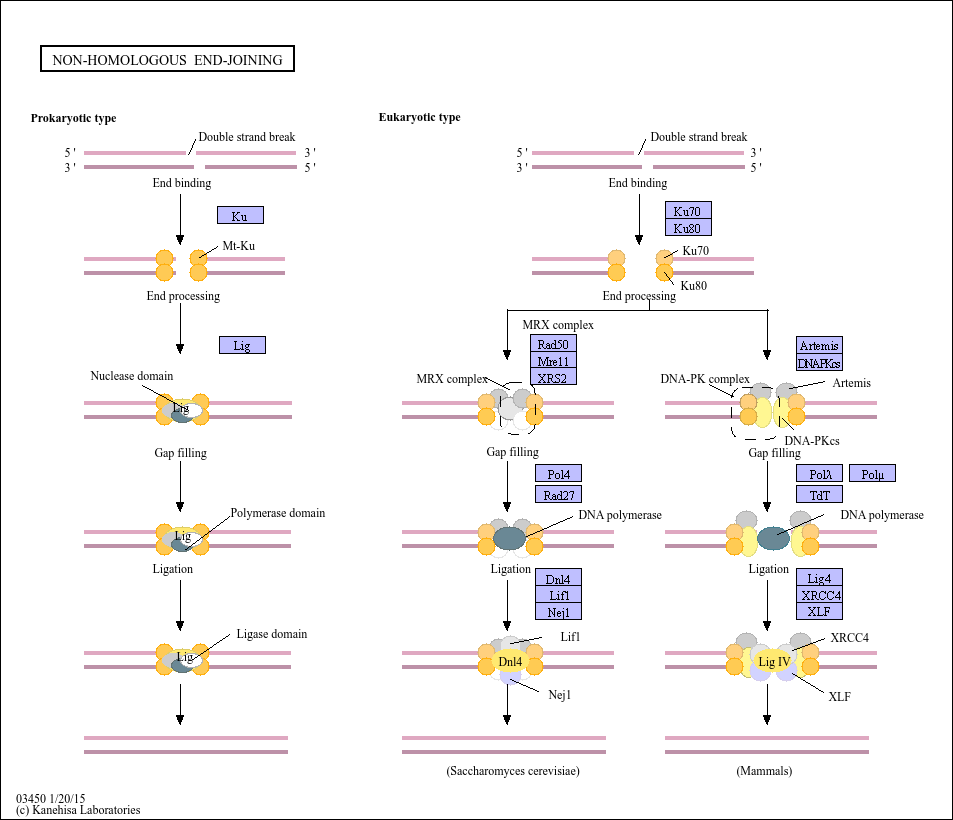 NON-HOMOLOGOUS END-JOINING
Prokaryotic type
Eukaryotic type
Double strand break
Double strand break
5'
3'
5'
3'
3'
5'
3'
5'
End binding
End binding
Ku
Ku70
Ku80
Mt-Ku
Ku70
Ku80
End processing
End processing
Lig
MRX complex
Rad50
Mre11
XRS2
Artemis
DNAPKcs
Nuclease domain
MRX complex
DNA-PK complex
Artemis
Lig
DNA-PKcs
Gap filling
Gap filling
Gap filling
Pol4
Rad27
Polλ
Polμ
TdT
Polymerase domain
DNA polymerase
DNA polymerase
Lig
Ligation
Ligation
Ligation
Dnl4
Lif1
Nej1
Lig4
XRCC4
XLF
Ligase domain
Lif1
XRCC4
Lig
Dnl4
Lig IV
Nej1
XLF
(Saccharomyces cerevisiae)
(Mammals)
03450 1/20/15
(c) Kanehisa Laboratories